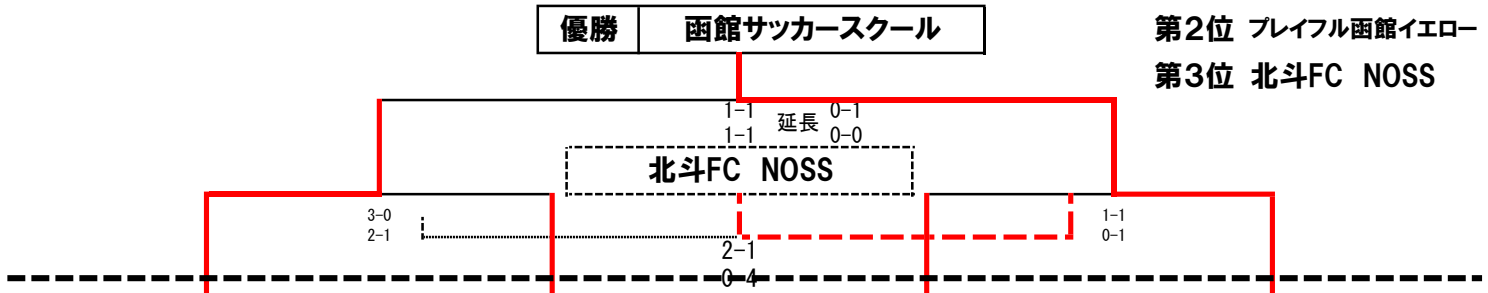 優勝 函館サッカースクール
第2位 プレイフル函館イエロー
第3位 北斗FC NOSS
1-1 延長 0-1
1-1 0-0
北斗FC NOSS
3-0
2-1
1-1
0-1
2-1
0-4